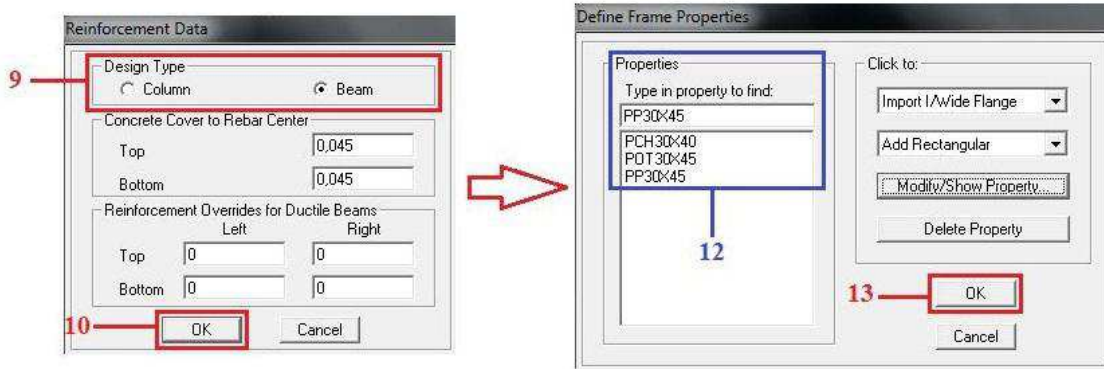 Reinforcement Data
Design Type
9
Column
Beam
Concrete Cover to Rebar Center
Top
0,045
Bottom
0,045
Reinforcement Overrides for Ductile Beams
Left Right
Top 0 0
Bottom 0 0
10
OK
Cancel
Define Frame Properties
Properties
Type in property to find:
PP30X45
PCH30X40
POT30X45
PP30X45
12
Click to:
Import I/Wide Flange
Add Rectangular
Modify/Show Property...
Delete Property
13
OK
Cancel